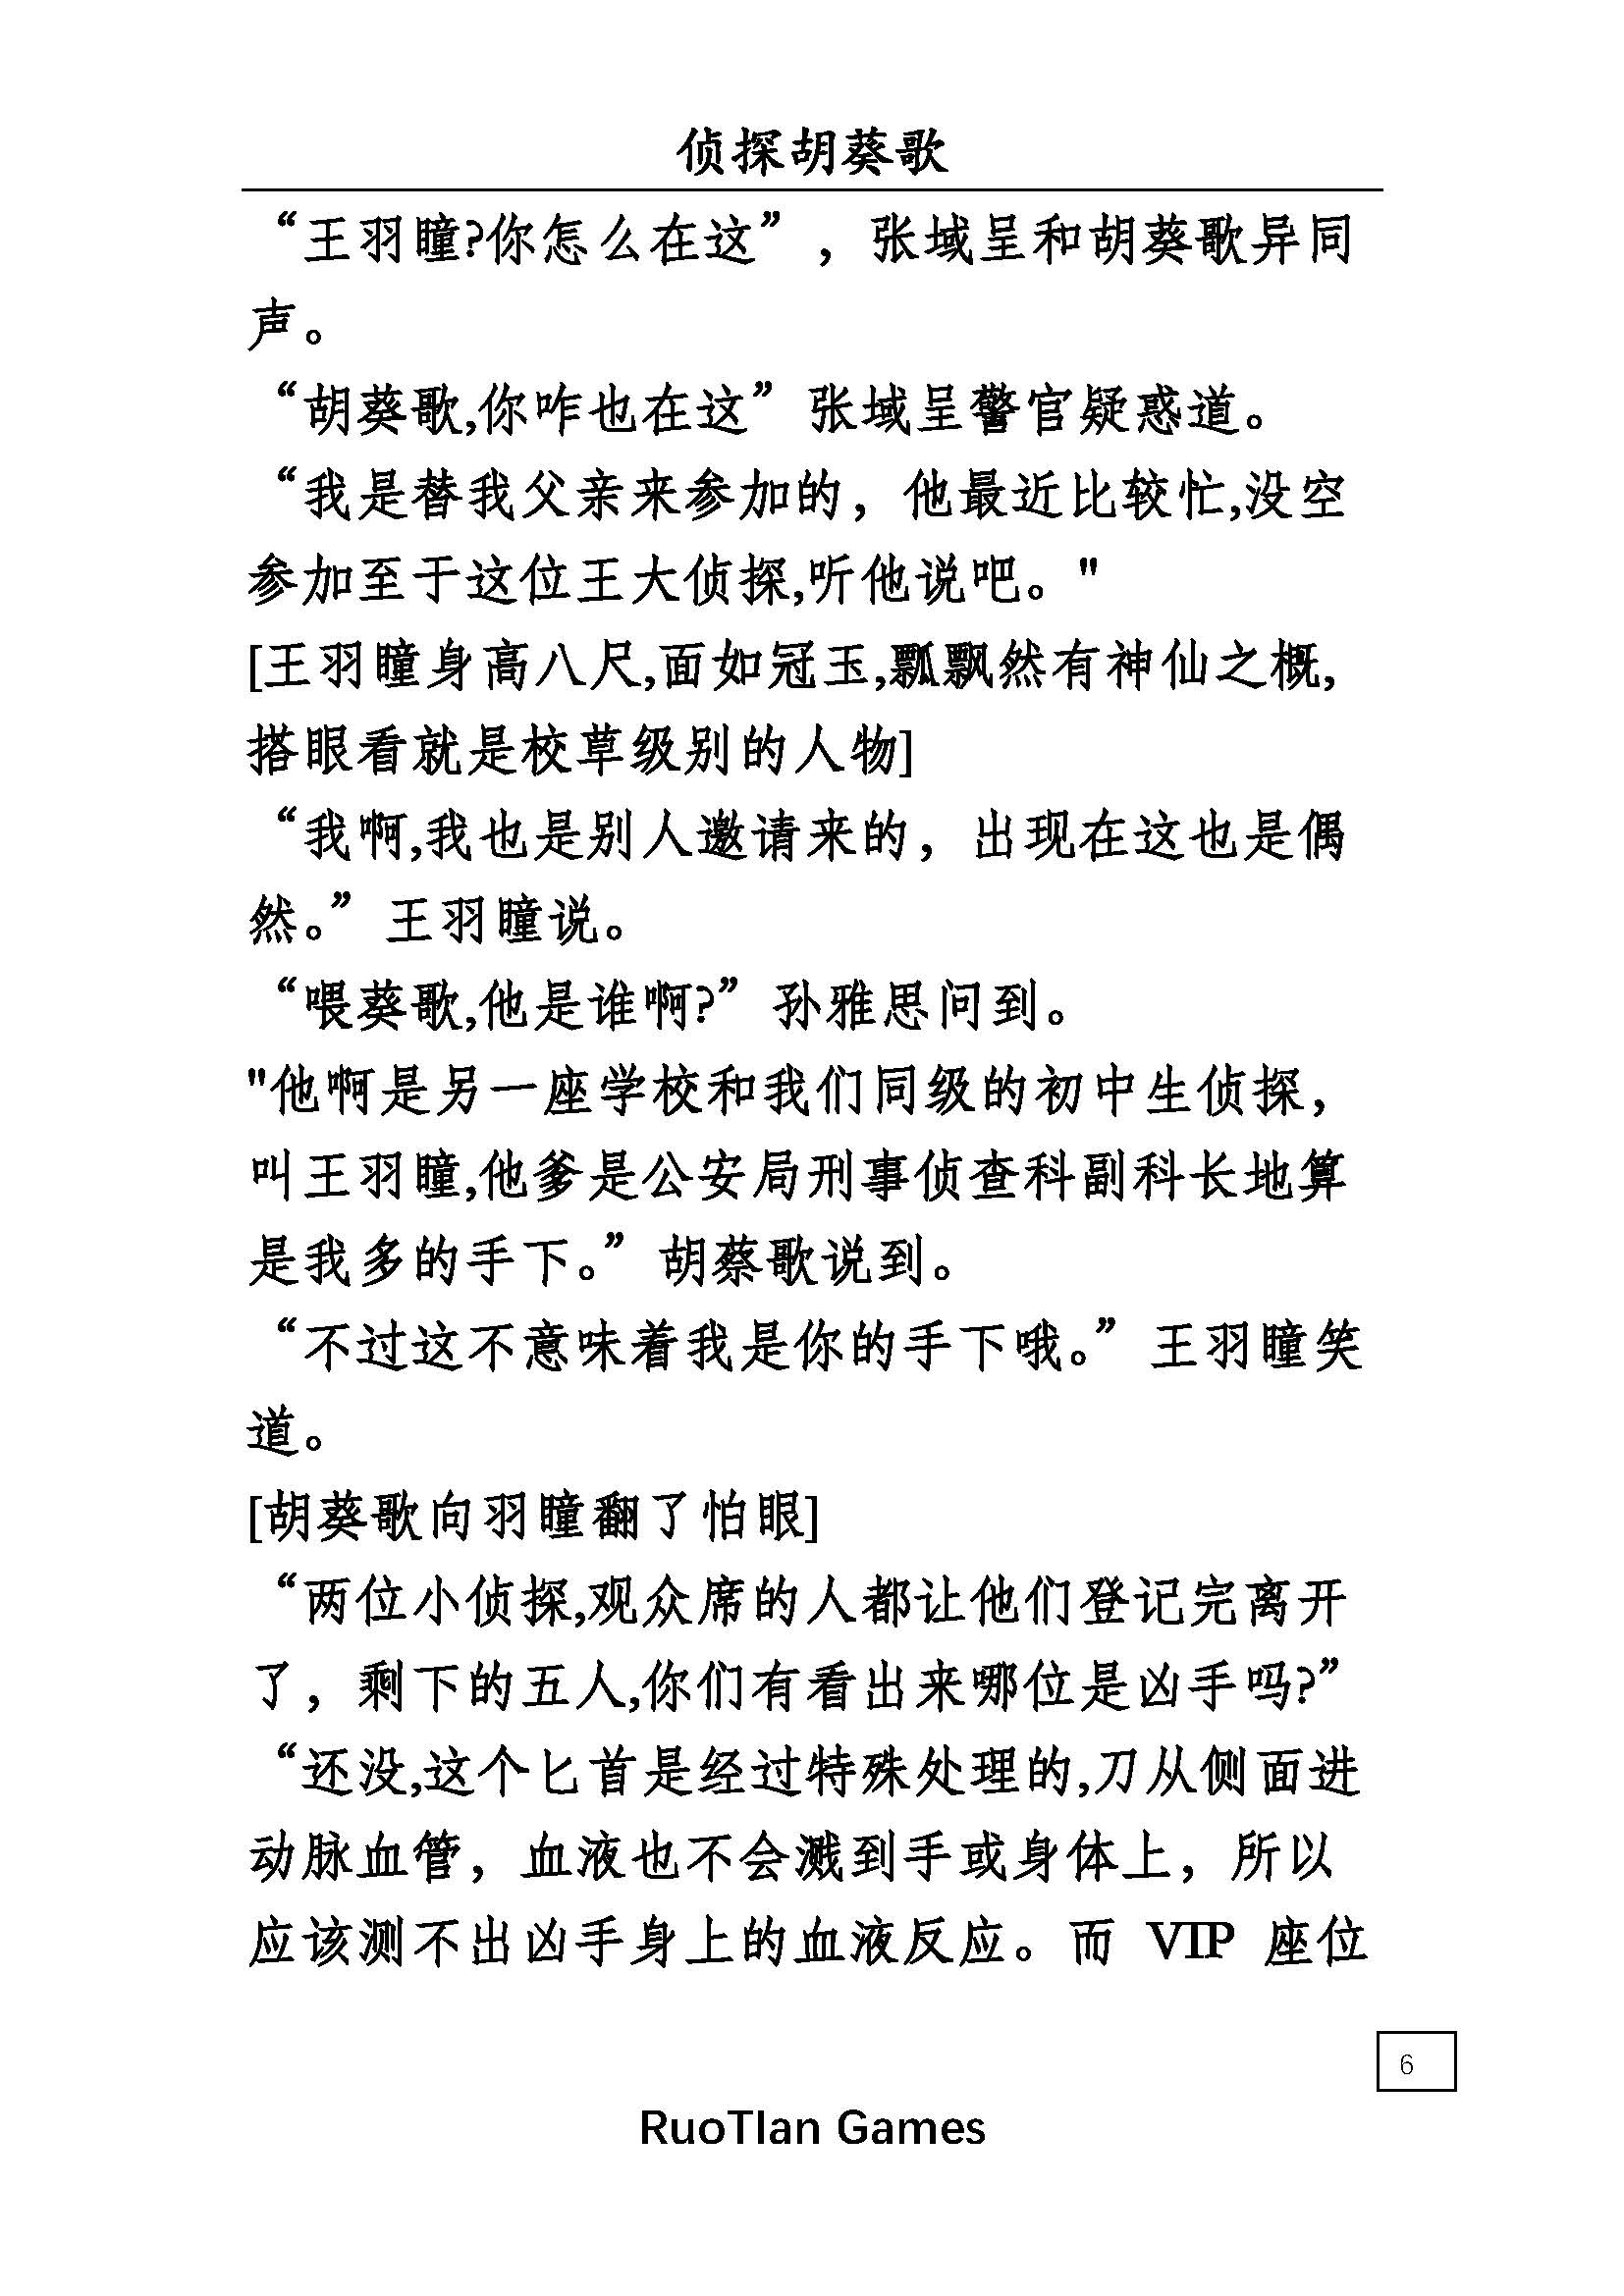 侦探胡葵歌
“王羽瞳?你怎么在这”，张域呈和胡葵歌异同
声。
“胡葵歌,你咋也在这”张域呈警官疑惑道。
“我是替我父亲来参加的，他最近比较忙,没空
参加至于这位王大侦探,听他说吧。"
[王羽瞳身高八尺,面如冠玉,瓢飘然有神仙之概,
搭眼看就是校草级别的人物]
“我啊,我也是别人邀请来的，出现在这也是偶
然。”王羽瞳说。
“喂葵歌,他是谁啊?”孙雅思问到。
"他啊是另一座学校和我们同级的初中生侦探，
叫王羽瞳,他爹是公安局刑事侦查科副科长地算
是我多的手下。”胡蔡歌说到。
“不过这不意味着我是你的手下哦。”王羽瞳笑
道。
[胡葵歌向羽瞳翻了怕眼]
“两位小侦探,观众席的人都让他们登记完离开
了，剩下的五人,你们有看出来哪位是凶手吗?”
“还没,这个匕首是经过特殊处理的,刀从侧面进
动脉血管，血液也不会溅到手或身体上，所以
应该测不出凶手身上的血液反应。而 VIP 座位
6
RuoTIan Games